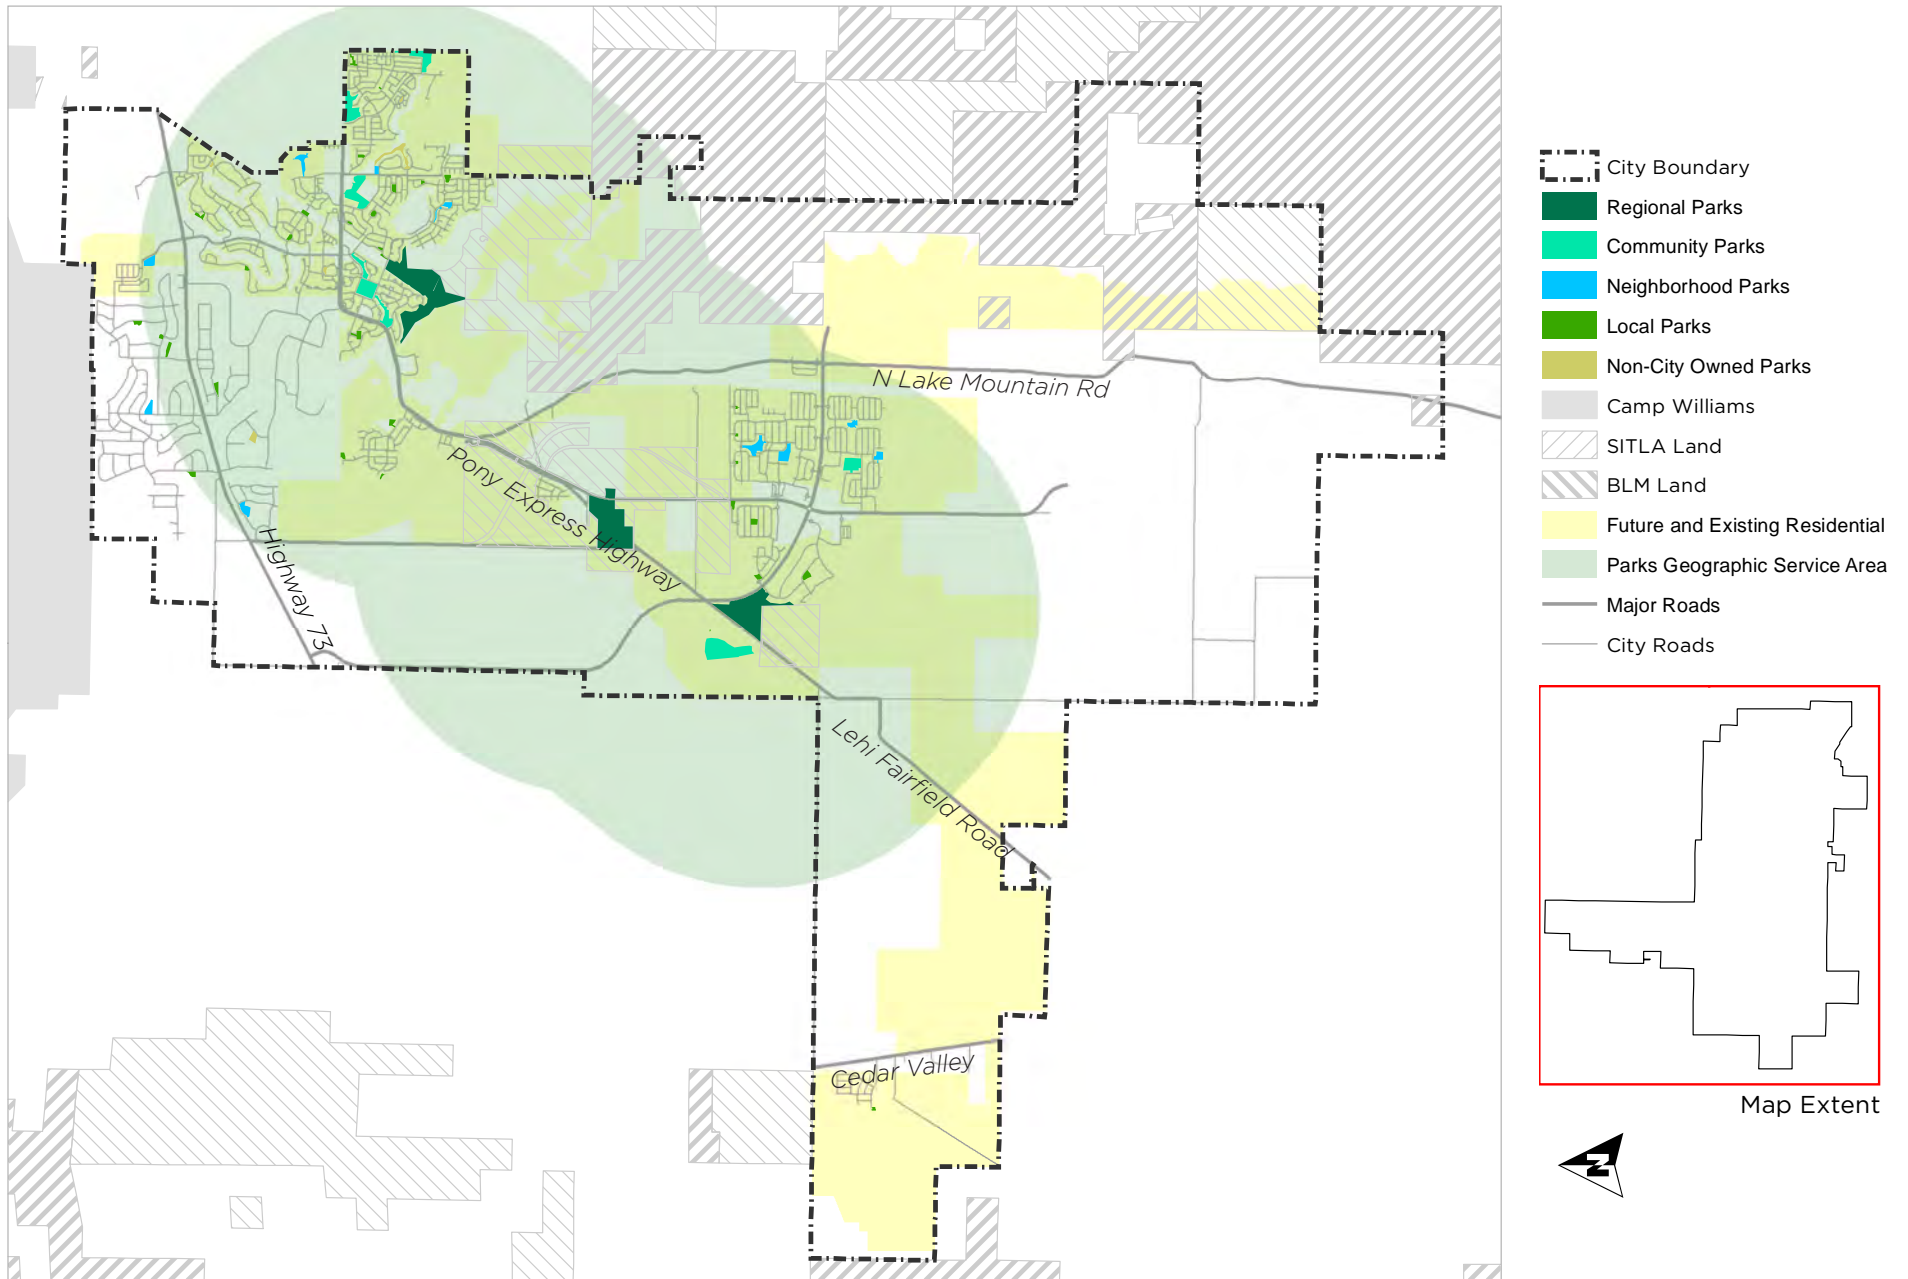 N Lake Mountain Rd
Pony Express Highway
Highway 73
Lehi Fairfield Road
Cedar Valley
City Boundary
Regional Parks
Community Parks
Neighborhood Parks
Local Parks
Non-City Owned Parks
Camp Williams
SITLA Land
BLM Land
Future and Existing Residential
Parks Geographic Service Area
Major Roads
City Roads
Map Extent
N